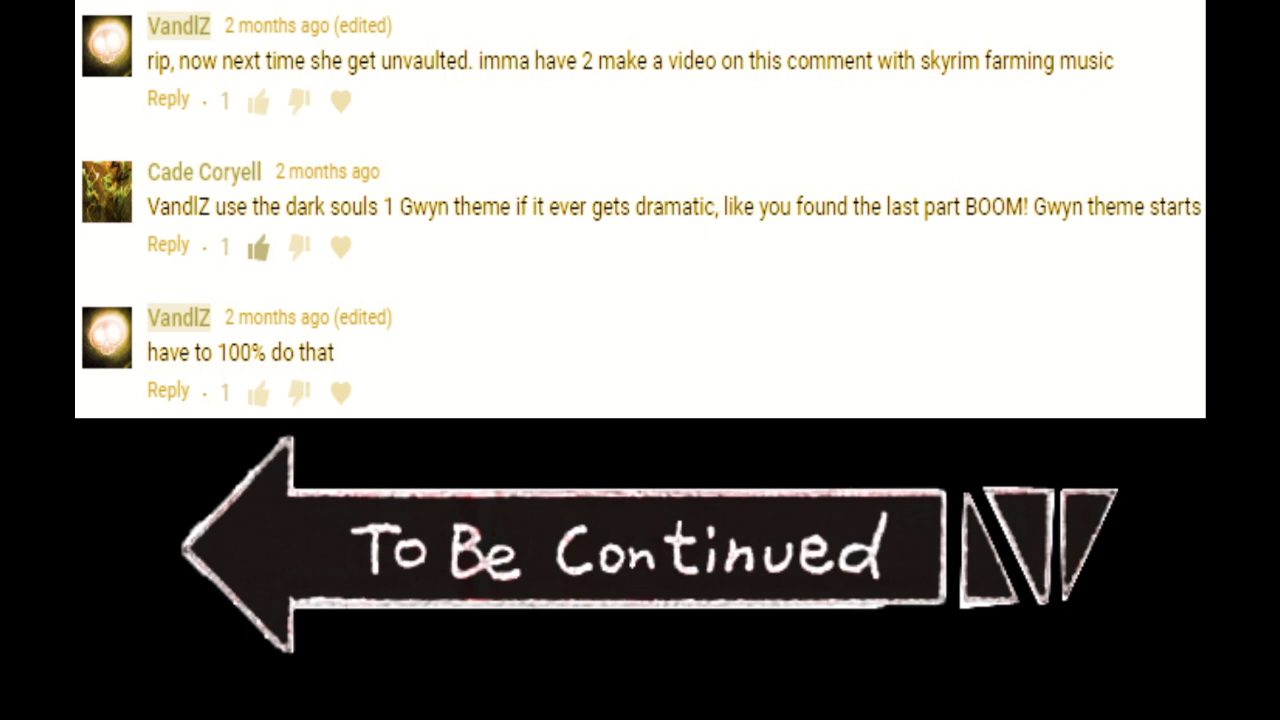 VandlZ 2 months ago (edited)
rip, now next time she get unvaulted. imma have 2 make a video on this comment with skyrim farming music
Reply . 1
Cade Coryell 2 months ago
VandlZ use the dark souls 1 Gwyn theme if it ever gets dramatic, like you found the last part BOOM! Gwyn theme starts
Reply . 1
VandlZ 2 months ago (edited)
have to 100% do that
Reply . 1
To Be Continued